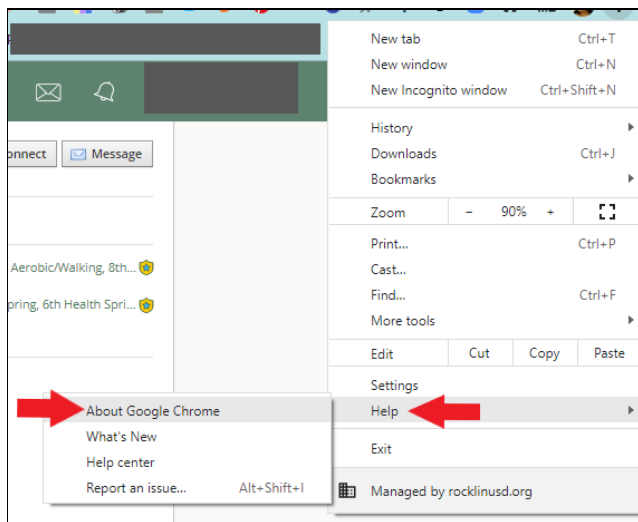 New tab Ctrl+T
New window Ctrl+N
New Incognito window Ctrl+Shift+N
History
Downloads Ctrl+J
Bookmarks
Zoom - 90% +
Print... Ctrl+P
Cast...
Find... Ctrl+F
More tools
Edit Cut Copy Paste
Settings
Help
Exit
Managed by rocklinusd.org
onnect Message
Aerobic/Walking, 8th...
pring, 6th Health Spri...
About Google Chrome
What's New
Help center
Report an issue... Alt+Shift+I